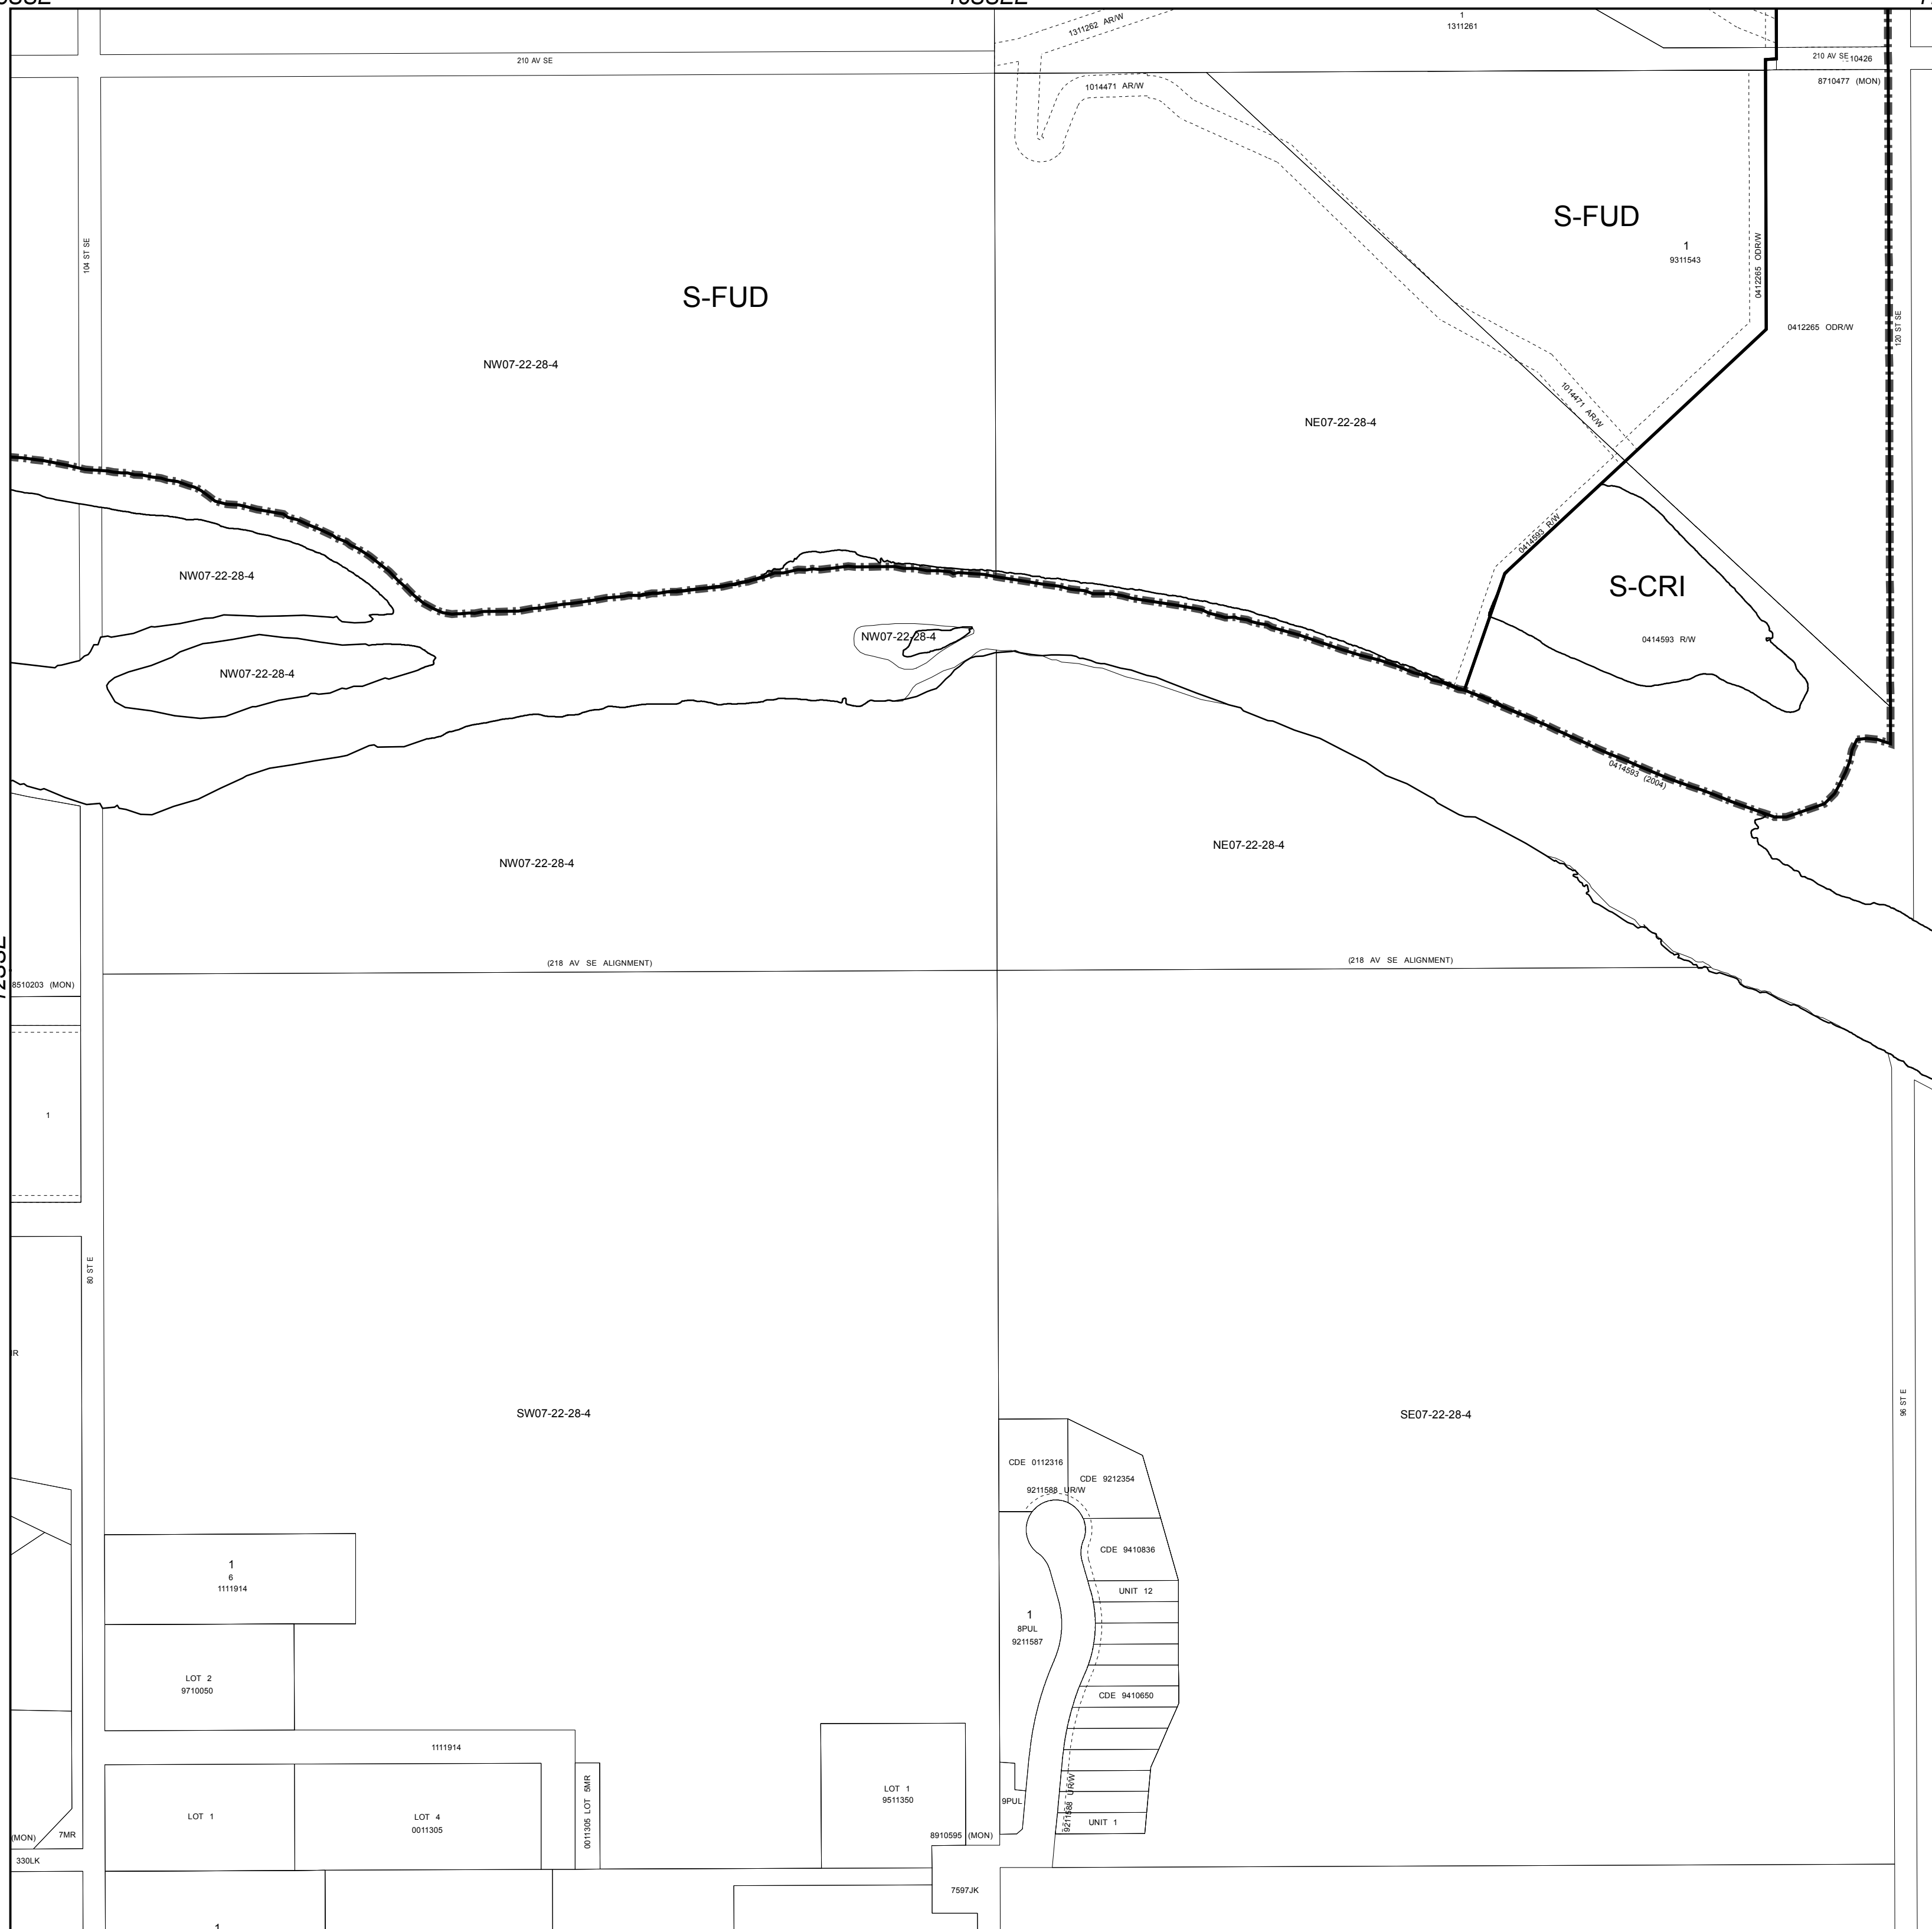 1311262 AR/W
1
1311261
210 AV SE
210 AV SE
10426
8710477 (MON)
1014471 AR/W
S-FUD
1
9311543
104 ST SE
0412265 ODR/W
S-FUD
0412265 ODR/W
120 ST SE
NW07-22-28-4
1014471 AR/W
NE07-22-28-4
0414593 R/W
NW07-22-28-4
S-CRI
NW07-22-28-4
0414593 R/W
NW07-22-28-4
0414593 (2004)
NW07-22-28-4
NE07-22-28-4
(218 AV SE ALIGNMENT)
(218 AV SE ALIGNMENT)
8510203 (MON)
1
80 ST E
SW07-22-28-4
SE07-22-28-4
96 ST E
CDE 0112316
CDE 9212354
9211588 UR/W
CDE 9410836
1
6
1111914
UNIT 12
1
8PUL
9211587
LOT 2
9710050
CDE 9410650
1111914
LOT 1
9511350
9PUL
9211588 UR/W
LOT 1
LOT 4
0011305
0011305 LOT 5MR
UNIT 1
(MON)
7MR
8910595 (MON)
330LK
7597JK
1